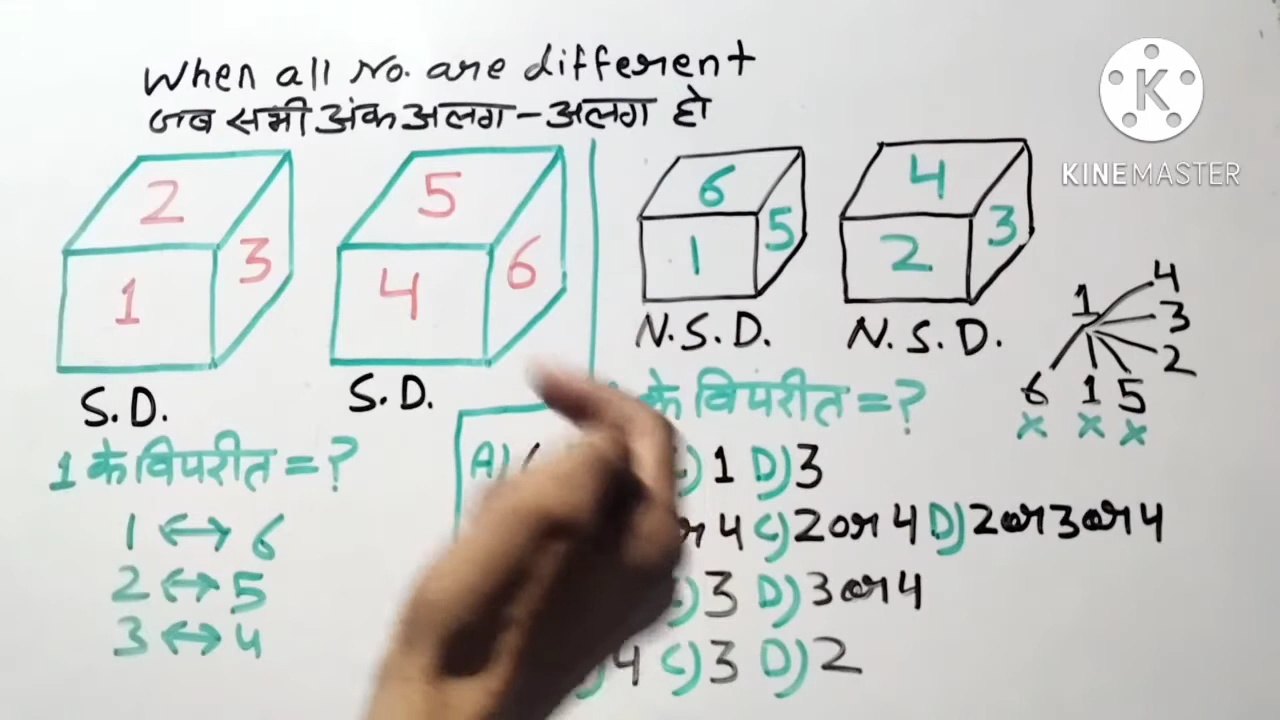 When all No. are different
जब सभी अंक अलग-अलग हो
K
KINEMASTER
2
1
3
S.D.
5
4
6
S.D.
6
1
5
N.S.D.
4
2
3
N.S.D.
1 4
3
2
6 1 5
x x x
1 के विपरीत = ?
1 ↔ 6
2 ↔ 5
3 ↔ 4
के विपरीत = ?
A)
1 D) 3
4 C) 2 or 4 D) 2 or 3 or 4
3 D) 3 or 4
4 C) 3 D) 2